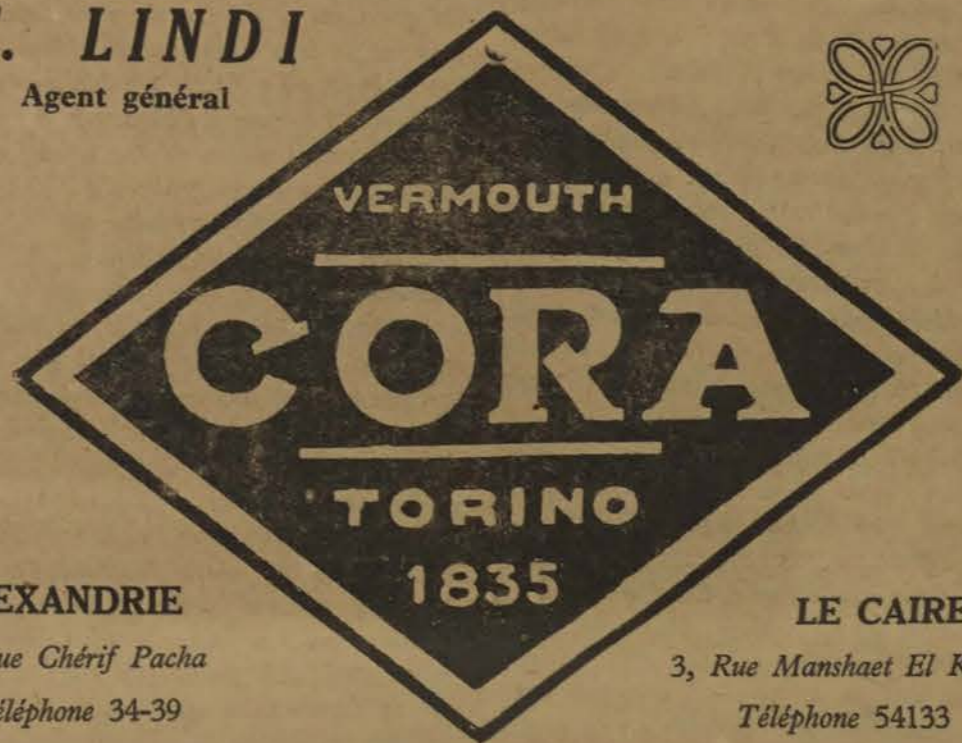 . LINDI
Agent général
VERMOUTH
CORA
TORINO
1835
EXANDRIE
ue Chérif Pacha
éléphone 34-39
LE CAIRE
3, Rue Manshaet El
Téléphone 54133